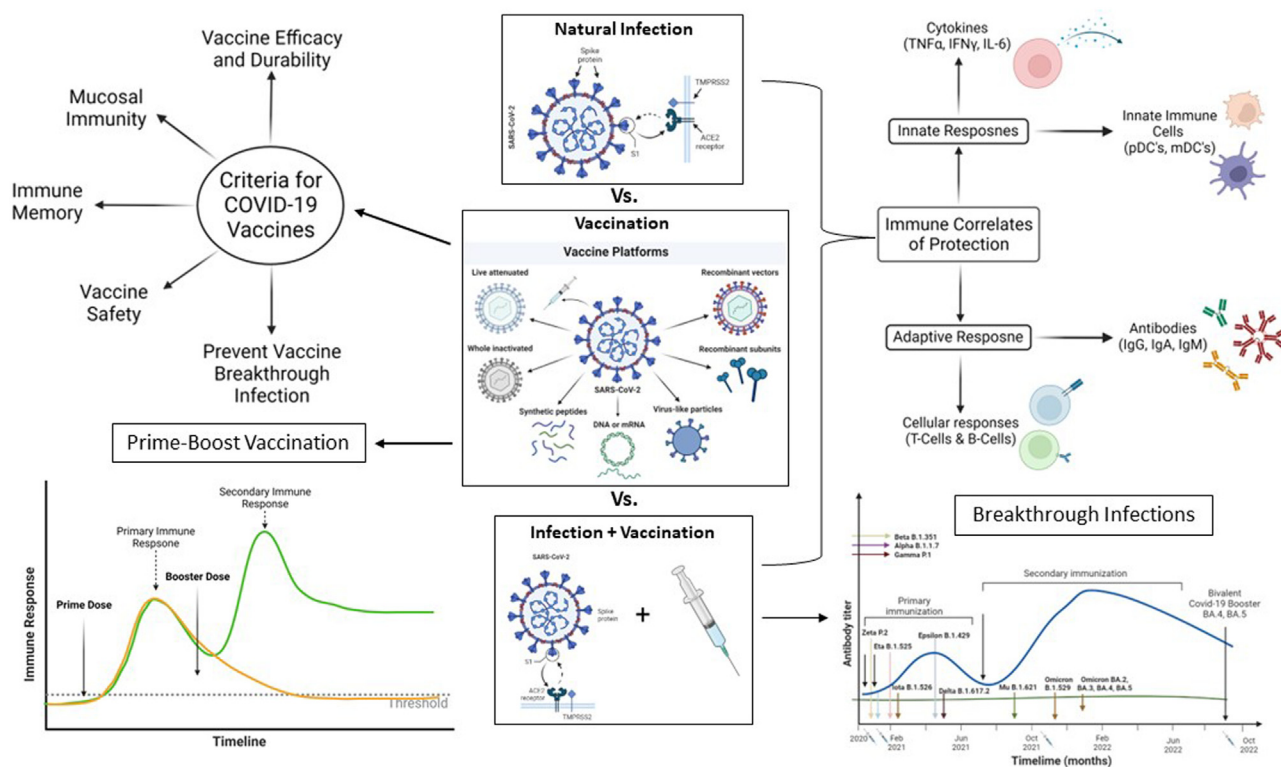 Vaccine Efficacy
and Durability
Mucosal
Immunity
Immune
Memory
Criteria for
COVID-19
Vaccines
Vaccine
Safety
Prevent Vaccine
Breakthrough
Infection
Prime-Boost Vaccination
Natural Infection
Spike
protein
TMPRSS2
SARS-CoV-2
S1
ACE2
receptor
Vs.
Vaccination
Vaccine Platforms
Live attenuated
Recombinant vectors
Whole inactivated
Recombinant subunits
SARS-CoV-2
Synthetic peptides
DNA or mRNA
Virus-like particles
Vs.
Infection + Vaccination
SARS-CoV-2
Spike
protein
+
S1
ACE2
receptor
TMPRSS2
Cytokines
(TNFα, IFNγ, IL-6)
Innate Resposnes
Innate Immune
Cells
(pDC's, mDC's)
Immune Correlates
of Protection
Adaptive Resposne
Antibodies
(IgG, IgA, IgM)
Cellular responses
(T-Cells & B-Cells)
Immune Response
Secondary Immune
Response
Primary Immune
Respsone
Booster Dose
Prime Dose
Threshold
Timeline
Breakthrough Infections
Beta B.1.351
Alpha B.1.1.7
Gamma P.1
Secondary immunization
Primary
immunization
Bivalent
Covid-19 Booster
BA.4, BA.5
Antibody titer
Zeta P.2
Eta B.1.525
Epsilon B.1.429
Iota B.1.526
Delta B.1.617.2
Mu B.1.621
Omicron
B.1.529
Omicron BA.2,
BA.3, BA.4, BA.5
2020
Feb
2021
Jun
2021
Oct
2021
Feb
2022
Jun
2022
Oct
2022
Timelime (months)